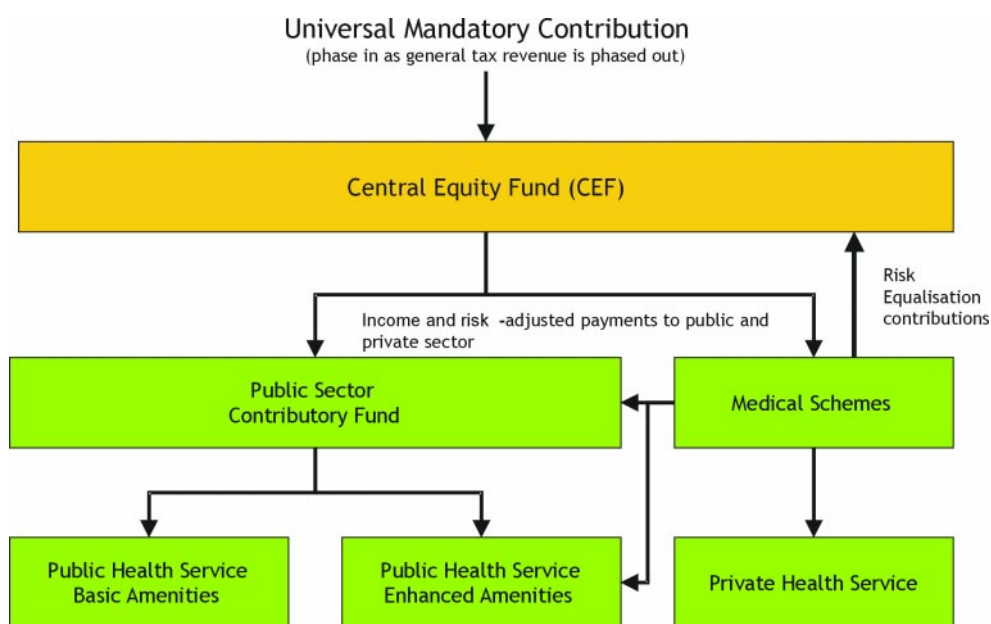 Universal Mandatory Contribution
(phase in as general tax revenue is phased out)
Central Equity Fund (CEF)
Risk
Equalisation
contributions
Income and risk -adjusted payments to public and
private sector
Public Sector
Contributory Fund
Medical Schemes
Public Health Service
Basic Amenities
Public Health Service
Enhanced Amenities
Private Health Service